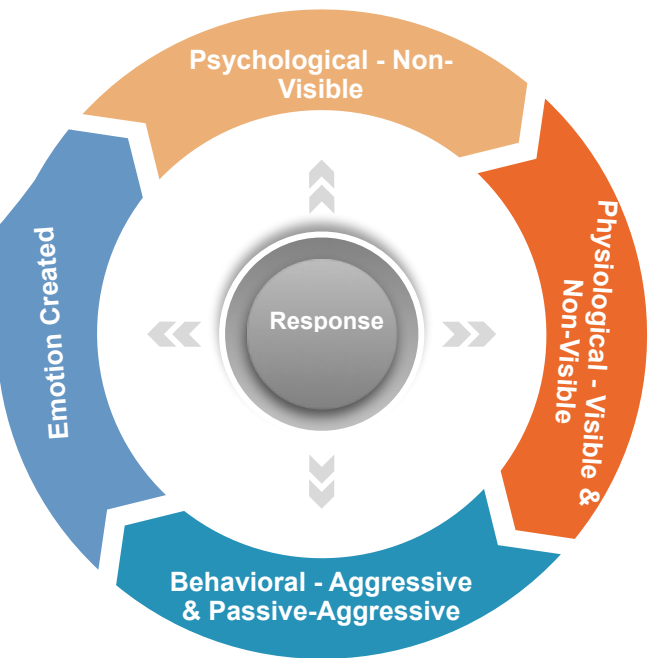 Psychological - Non-
Visible
Physiological - Visible &
Non-Visible
Response
Emotion Created
Behavioral - Aggressive
& Passive-Aggressive